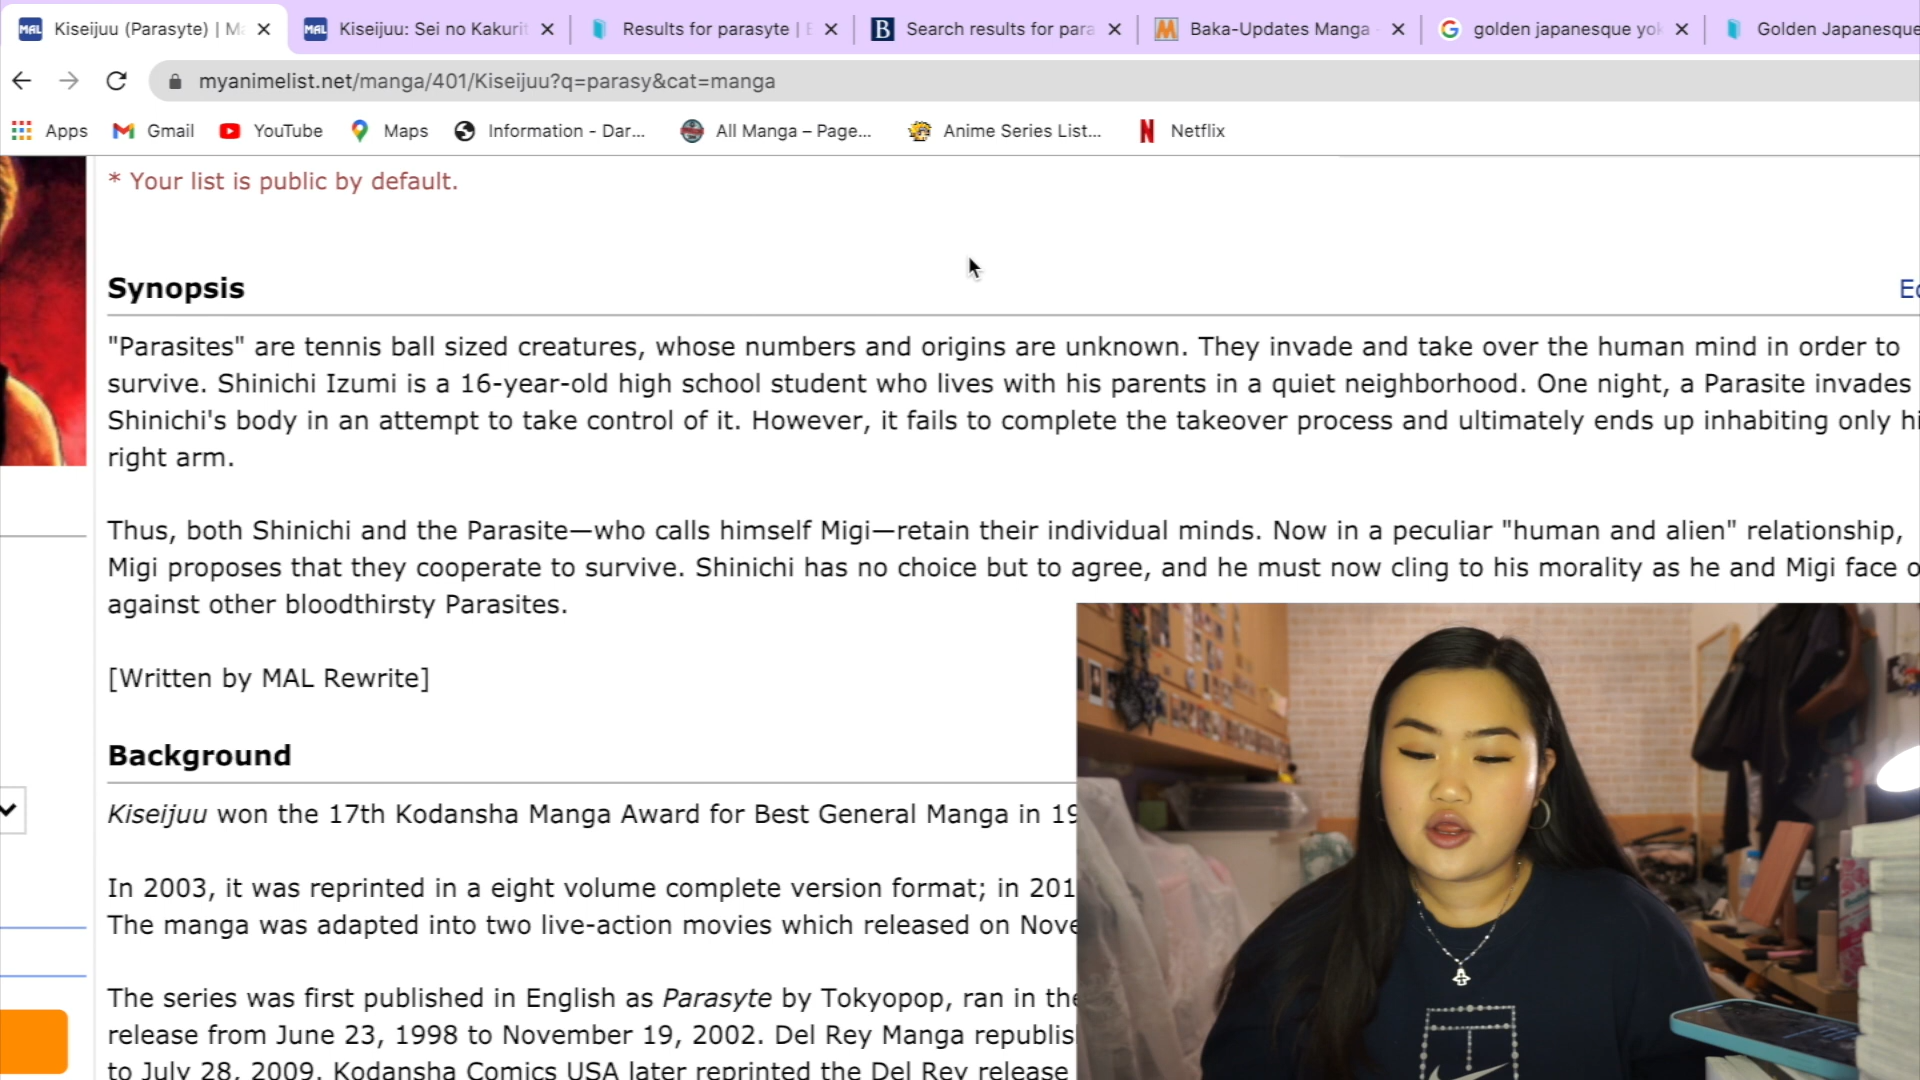 Kiseijuu (Parasyte) | Ma
Kiseijuu: Sei no Kakurit
Results for parasyte |
Search results for para
Baka-Updates Manga
golden japanesque yok
Golden Japanesque
myanimelist.net/manga/401/Kiseijuu?q=parasy&cat=manga
Apps
Gmail
YouTube
Maps
Information - Dar...
All Manga – Page...
Anime Series List...
Netflix
* Your list is public by default.
Synopsis
"Parasites" are tennis ball sized creatures, whose numbers and origins are unknown. They invade and take over the human mind in order to
survive. Shinichi Izumi is a 16-year-old high school student who lives with his parents in a quiet neighborhood. One night, a Parasite invades
Shinichi's body in an attempt to take control of it. However, it fails to complete the takeover process and ultimately ends up inhabiting only hi
right arm.
Thus, both Shinichi and the Parasite—who calls himself Migi—retain their individual minds. Now in a peculiar "human and alien" relationship,
Migi proposes that they cooperate to survive. Shinichi has no choice but to agree, and he must now cling to his morality as he and Migi face o
against other bloodthirsty Parasites.
[Written by MAL Rewrite]
Background
Kiseijuu won the 17th Kodansha Manga Award for Best General Manga in 19
In 2003, it was reprinted in a eight volume complete version format; in 201
The manga was adapted into two live-action movies which released on Nove
The series was first published in English as Parasyte by Tokyopop, ran in the
release from June 23, 1998 to November 19, 2002. Del Rey Manga republis
to July 28, 2009. Kodansha Comics USA later reprinted the Del Rey release